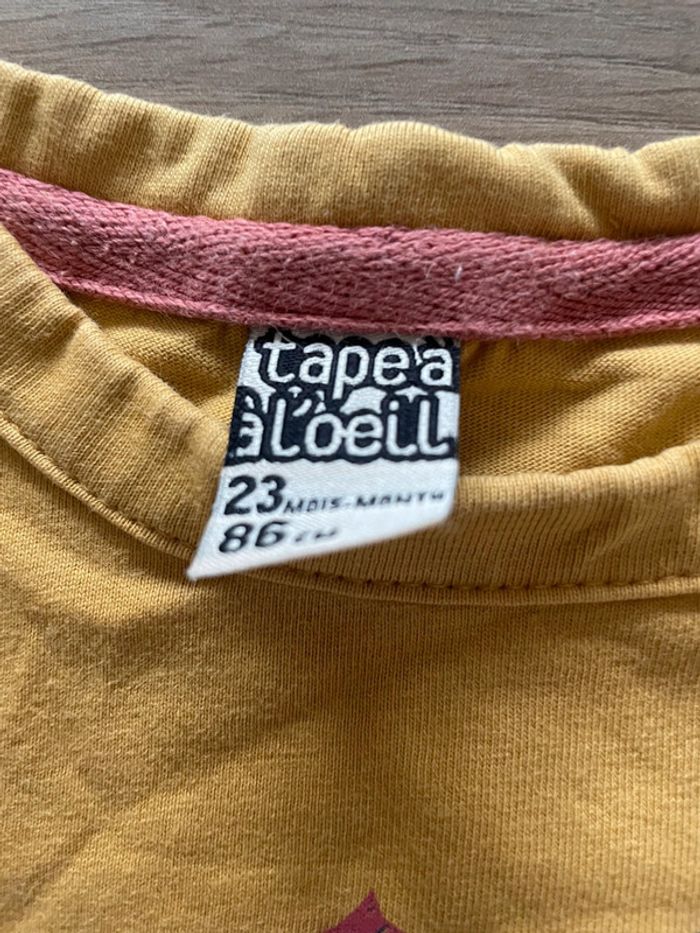 tape à
à l'oeil
23 MOIS-MONTH
86 CM